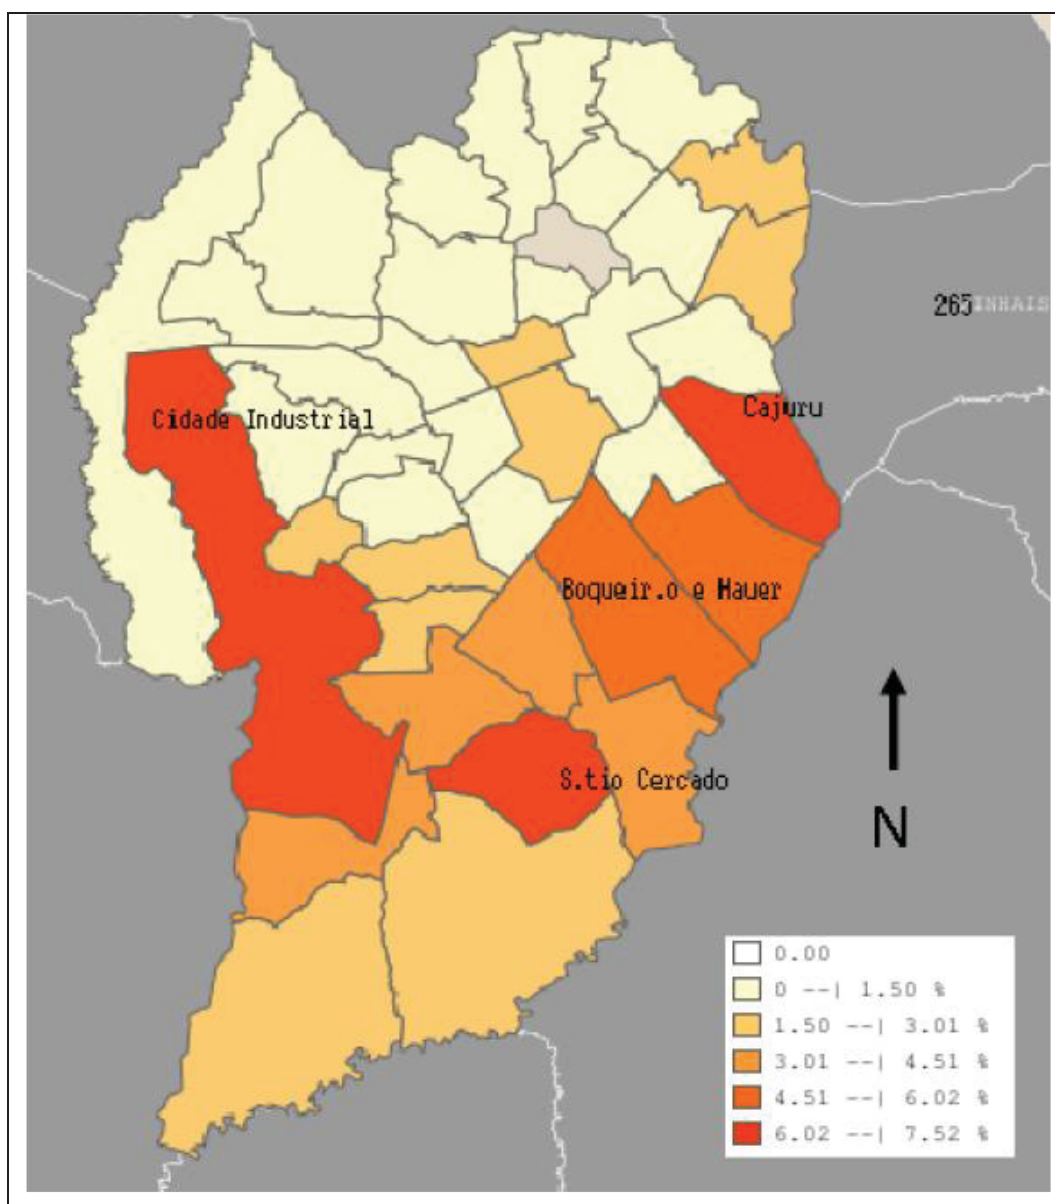 265 INHAIS
Cajuru
Cidade Industrial
Boqueir.o e Hauer
S.tio Cercado
N
0.00
0 --| 1.50 %
1.50 --| 3.01 %
3.01 --| 4.51 %
4.51 --| 6.02 %
6.02 --| 7.52 %